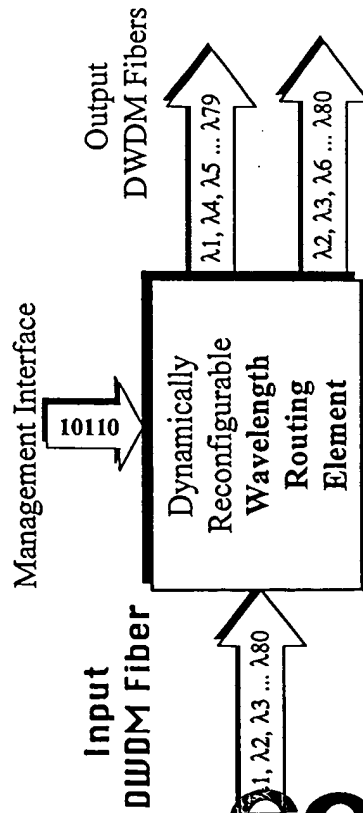 Management Interface
10110
Input
DWDM Fiber
1, λ2, λ3 ... λ80
Dynamically
Reconfigurable
Wavelength
Routing
Element
Output
DWDM Fibers
λ1, λ4, λ5 ... λ79
λ2, λ3, λ6 ... λ80